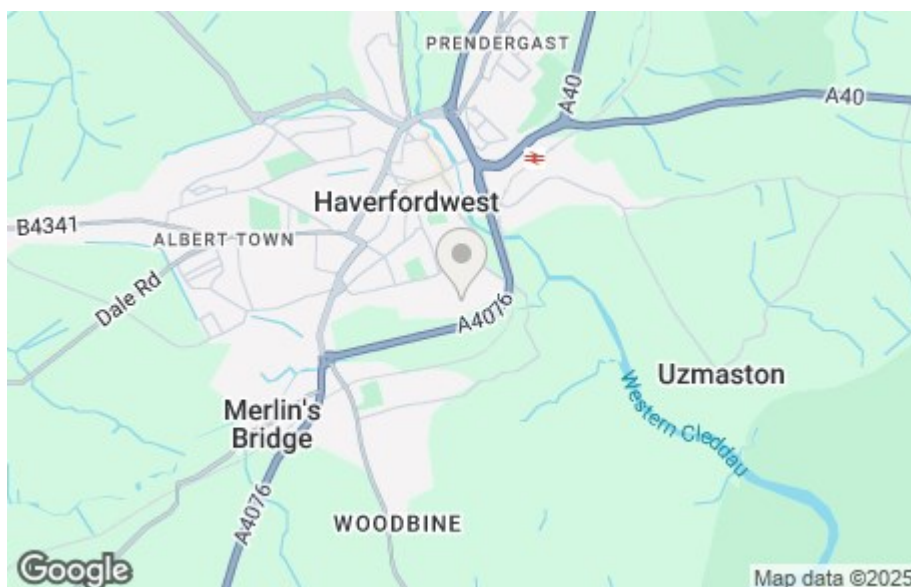 PRENDERGAST
A40
A40
Haverfordwest
B4341
ALBERT TOWN
Dale Rd
A4076
Uzmaston
Merlin's
Bridge
Western Cleddau
A4076
WOODBINE
Google
Map data ©2025